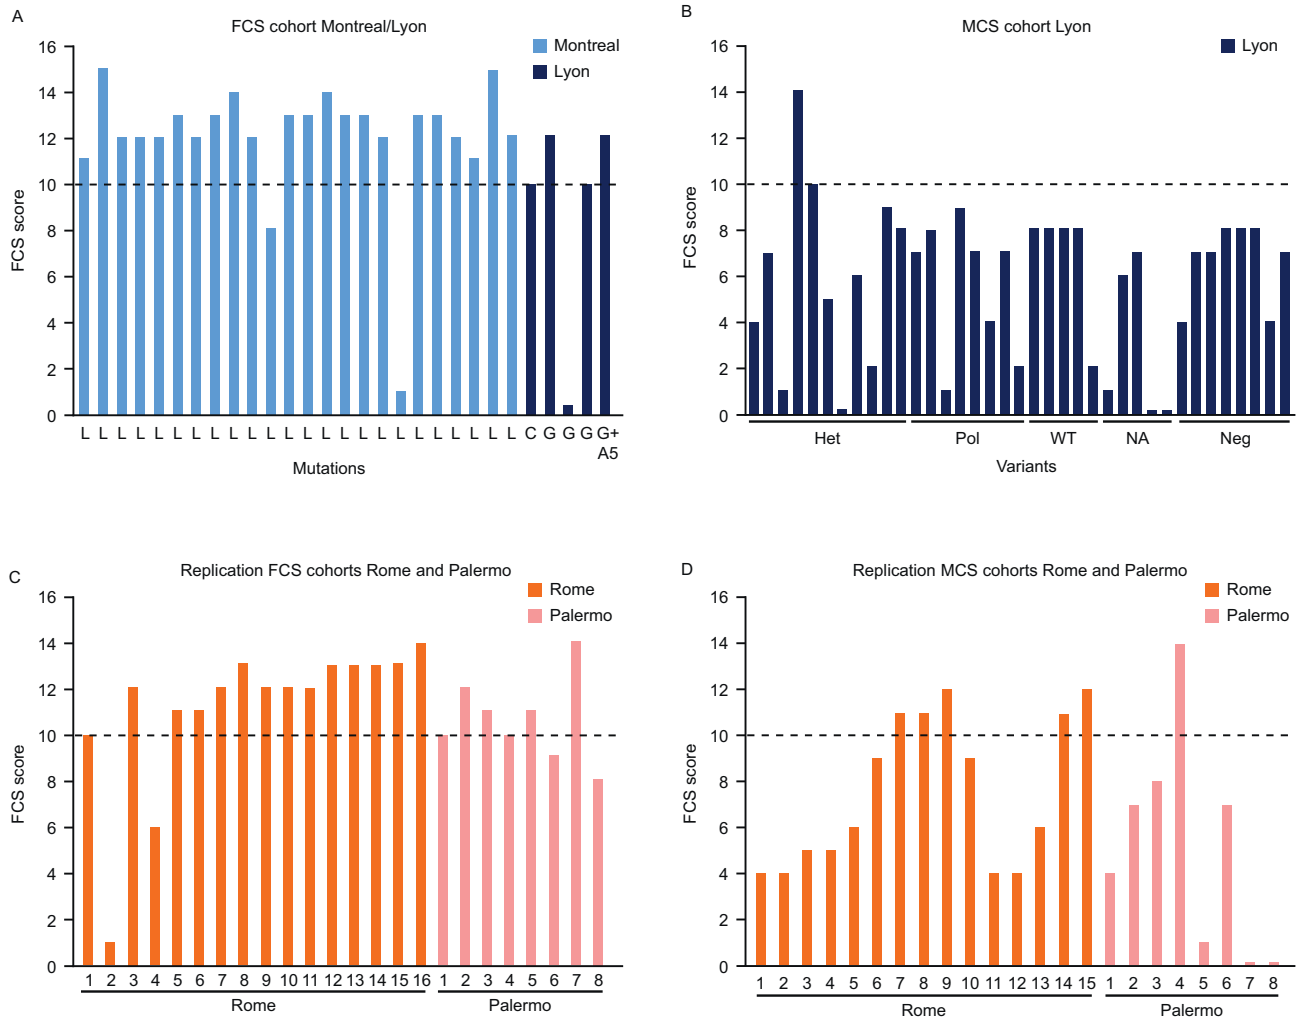 A
FCS cohort Montreal/Lyon
Montreal
Lyon
16
14
12
10
8
6
4
2
0
FCS score
L L L L L L L L L L L L L L L L L L L L L L L L C G G G G+
A5
Mutations
B
MCS cohort Lyon
Lyon
16
14
12
10
8
6
4
2
0
FCS score
Het Pol WT NA Neg
Variants
C
Replication FCS cohorts Rome and Palermo
Rome
Palermo
16
14
12
10
8
6
4
2
0
FCS score
1 2 3 4 5 6 7 8 9 10 11 12 13 14 15 16 1 2 3 4 5 6 7 8
Rome Palermo
D
Replication MCS cohorts Rome and Palermo
Rome
Palermo
16
14
12
10
8
6
4
2
0
FCS score
1 2 3 4 5 6 7 8 9 10 11 12 13 14 15 1 2 3 4 5 6 7 8
Rome Palermo